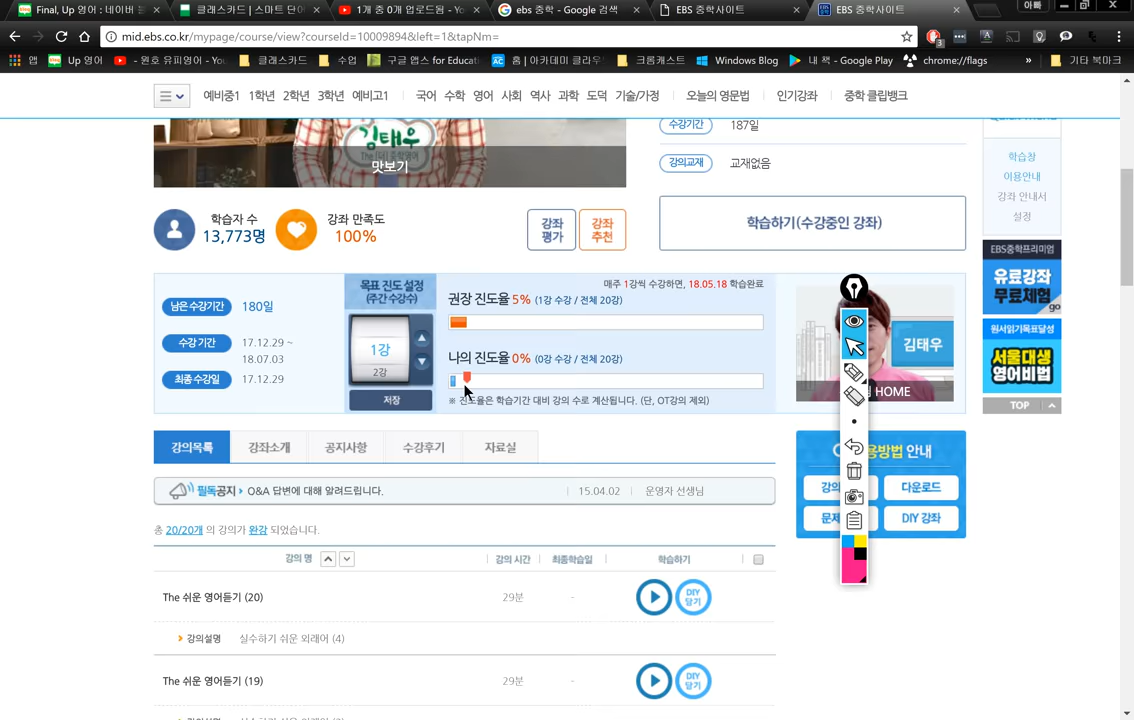 Final, Up 영어 : 네이버 블
클래스카드 | 스마트 단어
1개 중 0개 업로드됨 - Yo
ebs 중학 - Google 검색
EBS 중학사이트
EBS 중학사이트
아빠
mid.ebs.co.kr/mypage/course/view?courseId=10009894&left=1&tapNm=
앱
Up 영어
- 원호 유피영어 - You
클래스카드
수업
구글 앱스 for Educati
홈 | 아카데미 클라우
크롬캐스트
Windows Blog
내 책 - Google Play
chrome://flags
»
기타 북마크
예비중1 1학년 2학년 3학년 예비고1 국어 수학 영어 사회 역사 과학 도덕 기술/가정 오늘의 영문법 인기강좌 중학 클립뱅크
김태우
맛보기
수강기간 187일
강의교재 교재없음
학습창
이용안내
강좌 안내서
설정
학습자 수
13,773명
강좌 만족도
100%
강좌
평가
강좌
추천
학습하기(수강중인 강좌)
EBS중학프리미엄
유료강좌
무료체험
go
원서읽기목표달성
서울대생
영어비법
TOP
남은 수강기간 180일
수강 기간 17.12.29 ~
18.07.03
최종 수강일 17.12.29
목표 진도 설정
(주간 수강수)
1강
2강
저장
매주 1강씩 수강하면, 18.05.18 학습완료
권장 진도율 5% (1강 수강 / 전체 20강)
나의 진도율 0% (0강 수강 / 전체 20강)
※ 진도율은 학습기간 대비 강의 수로 계산됩니다. (단, OT강의 제외)
김태우
HOME
강의목록 강좌소개 공지사항 수강후기 자료실
필독공지 Q&A 답변에 대해 알려드립니다. 15.04.02 운영자 선생님
방법 안내
다운로드
문제
DIY 강좌
총 20/20개 의 강의가 완강 되었습니다.
강의 명 강의 시간 최종학습일 학습하기
The 쉬운 영어듣기 (20) 29분 -
DIY
담기
강의설명 실수하기 쉬운 외래어 (4)
The 쉬운 영어듣기 (19) 29분 -
DIY
담기